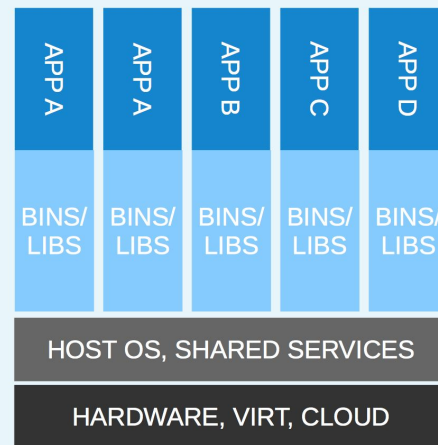 APP A
APP A
APP B
APP C
APP D
BINS/
LIBS
BINS/
LIBS
BINS/
LIBS
BINS/
LIBS
BINS/
LIBS
HOST OS, SHARED SERVICES
HARDWARE, VIRT, CLOUD